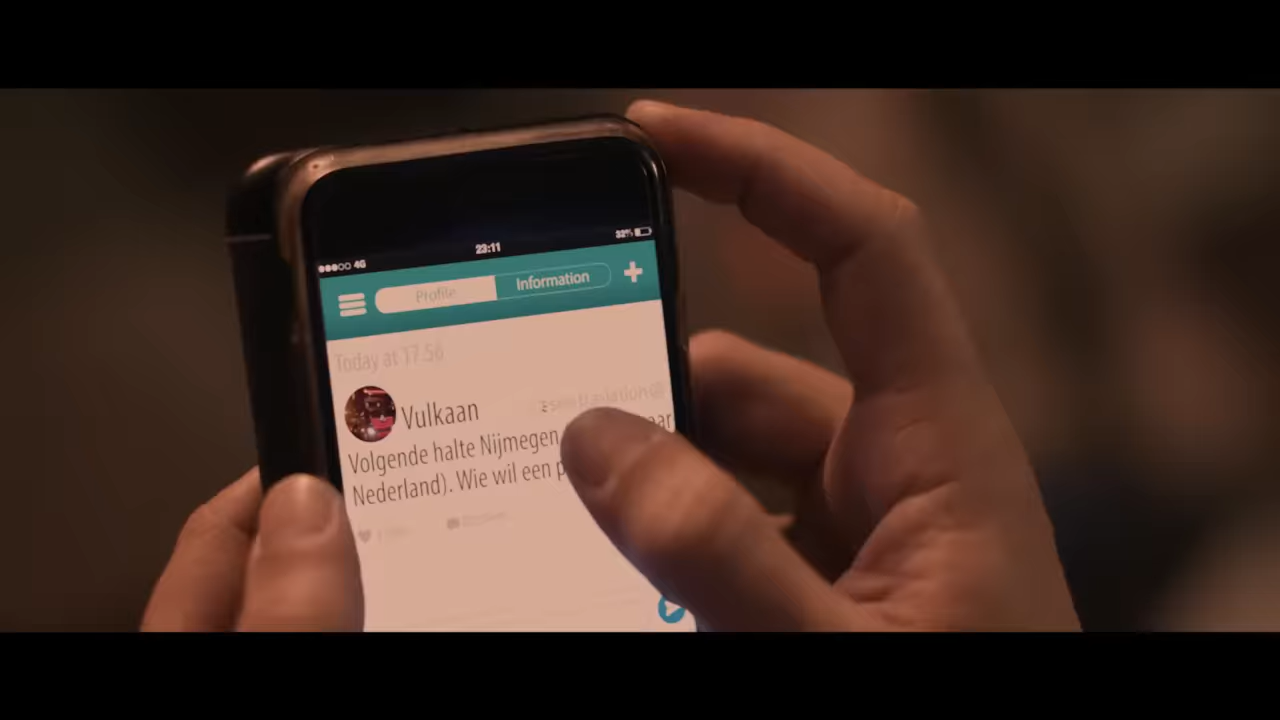 4G 23:11 32%
Profile Information
Today at 17.56
Vulkaan
Volgende halte Nijmegen
Nederland). Wie wil een